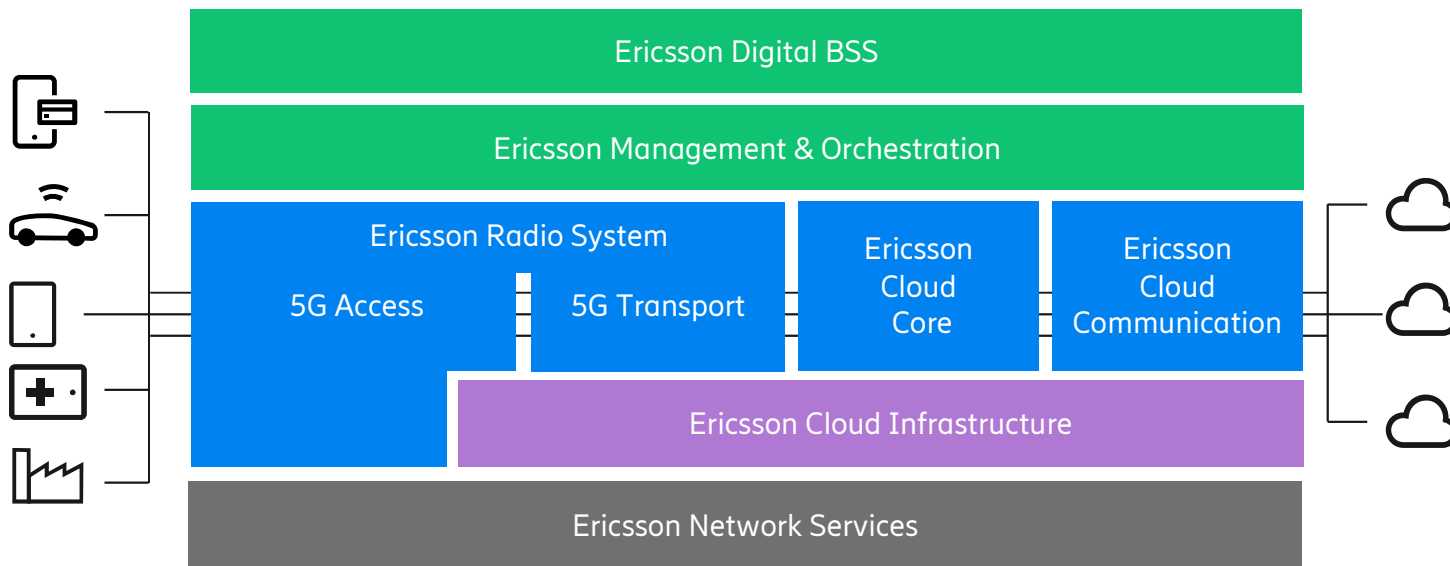 Ericsson Digital BSS
Ericsson Management & Orchestration
Ericsson Radio System
5G Access
5G Transport
Ericsson
Cloud
Core
Ericsson
Cloud
Communication
Ericsson Cloud Infrastructure
Ericsson Network Services